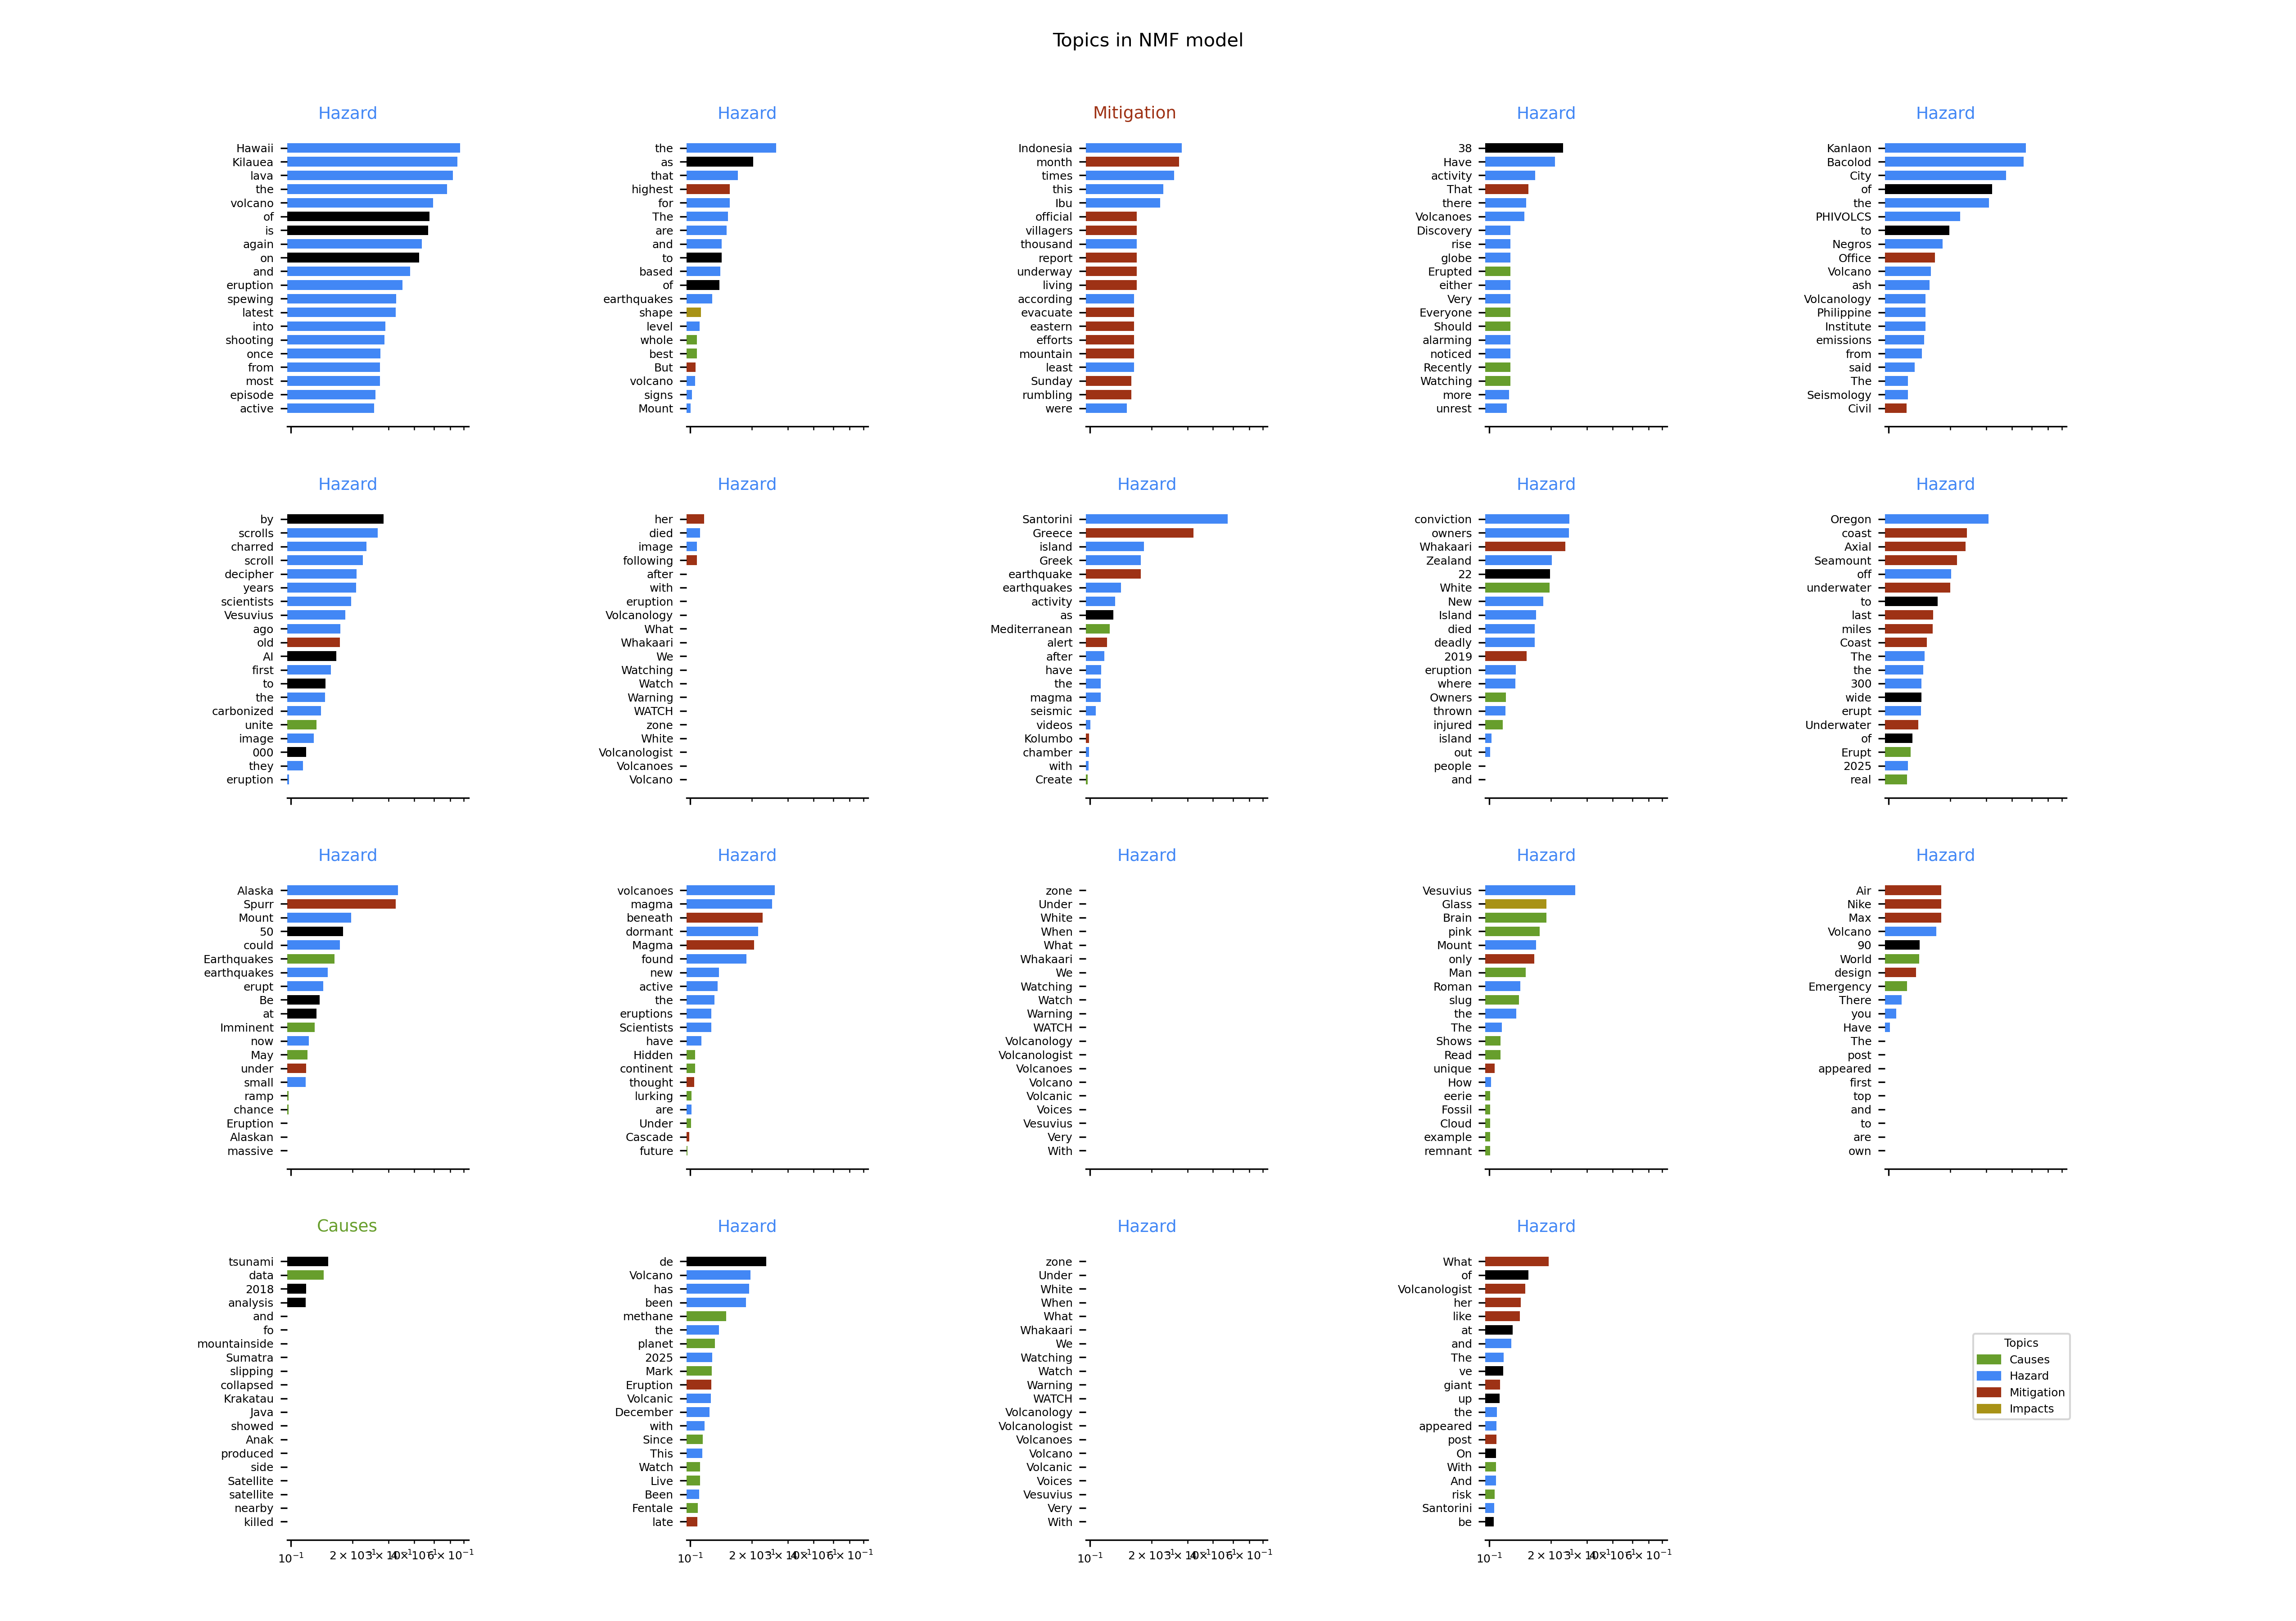 Topics in NMF model
Hazard
Hawaii
Kilauea
lava
the
volcano
of
is
again
on
and
eruption
spewing
latest
into
shooting
once
from
most
episode
active
Hazard
the
as
that
highest
for
The
are
and
to
based
of
earthquakes
shape
level
whole
best
But
volcano
signs
Mount
Mitigation
Indonesia
month
times
this
Ibu
official
villagers
thousand
report
underway
living
according
evacuate
eastern
efforts
mountain
least
Sunday
rumbling
were
Hazard
38
Have
activity
That
there
Volcanoes
Discovery
rise
globe
Erupted
either
Very
Everyone
Should
alarming
noticed
Recently
Watching
more
unrest
Hazard
Kanlaon
Bacolod
City
of
the
PHIVOLCS
to
Negros
Office
Volcano
ash
Volcanology
Philippine
Institute
emissions
from
said
The
Seismology
Civil
Hazard
by
scrolls
charred
scroll
decipher
years
scientists
Vesuvius
ago
old
AI
first
to
the
carbonized
unite
image
000
they
eruption
Hazard
her
died
image
following
after
with
eruption
Volcanology
What
Whakaari
We
Watching
Watch
Warning
WATCH
zone
White
Volcanologist
Volcanoes
Volcano
Hazard
Santorini
Greece
island
Greek
earthquake
earthquakes
activity
as
Mediterranean
alert
after
have
the
magma
seismic
videos
Kolumbo
chamber
with
Create
Hazard
conviction
owners
Whakaari
Zealand
22
White
New
Island
died
deadly
2019
eruption
where
Owners
thrown
injured
island
out
people
and
Hazard
Oregon
coast
Axial
Seamount
off
underwater
to
last
miles
Coast
The
the
300
wide
erupt
Underwater
of
Erupt
2025
real
Hazard
Alaska
Spurr
Mount
50
could
Earthquakes
earthquakes
erupt
Be
at
Imminent
now
May
under
small
ramp
chance
Eruption
Alaskan
massive
Hazard
volcanoes
magma
beneath
dormant
Magma
found
new
active
the
eruptions
Scientists
have
Hidden
continent
thought
lurking
are
Under
Cascade
future
Hazard
zone
Under
White
When
What
Whakaari
We
Watching
Watch
Warning
WATCH
Volcanology
Volcanologist
Volcanoes
Volcano
Volcanic
Voices
Vesuvius
Very
With
Hazard
Vesuvius
Glass
Brain
pink
Mount
only
Man
Roman
slug
the
The
Shows
Read
unique
How
eerie
Fossil
Cloud
example
remnant
Hazard
Air
Nike
Max
Volcano
90
World
design
Emergency
There
you
Have
The
post
appeared
first
top
and
to
are
own
Causes
tsunami
data
2018
analysis
and
fo
mountainside
Sumatra
slipping
collapsed
Krakatau
Java
showed
Anak
produced
side
Satellite
satellite
nearby
killed
10⁻¹
Hazard
de
Volcano
has
been
methane
the
planet
2025
Mark
Eruption
Volcanic
December
with
Since
This
Watch
Live
Been
Fentale
late
10⁻¹
Hazard
zone
Under
White
When
What
Whakaari
We
Watching
Watch
Warning
WATCH
Volcanology
Volcanologist
Volcanoes
Volcano
Volcanic
Voices
Vesuvius
Very
With
10⁻¹
Hazard
What
of
Volcanologist
her
like
at
and
The
ve
giant
up
the
appeared
post
On
With
And
risk
Santorini
be
10⁻¹
Topics
Causes
Hazard
Mitigation
Impacts